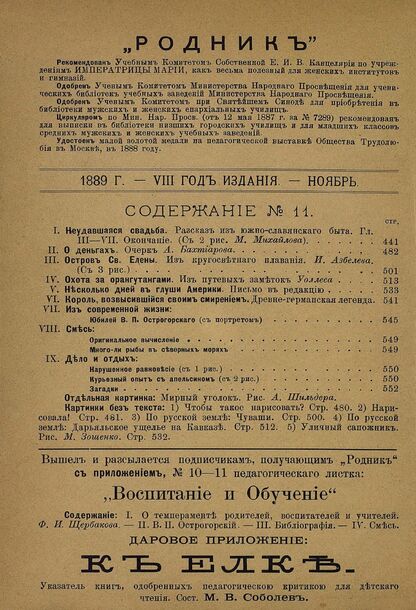 „РОДНИКЪ”
Рекомендованъ Учебнымъ Комитетомъ Собственной Е. И. В. Канцеляріи по учреж-
деніямъ ИМПЕРАТРИЦЫ МАРІИ, какъ весьма полезный для женскихъ институтовъ
и гимназій.
Одобренъ Ученымъ Комитетомъ Министерства Народнаго Просвѣщенія для учени-
ческихъ библіотекъ учебныхъ заведеній Министерства Народнаго Просвѣщенія.
Одобренъ Ученымъ Комитетомъ при Святѣйшемъ Синодѣ для пріобрѣтенія въ
библіотеки мужскихъ и женскихъ епархіальныхъ училищъ.
Циркуляромъ по Мин. Нар. Просв. (отъ 12 мая 1887 г. за № 7289) рекомендованъ
для выписки въ библіотеки низшихъ городскихъ училищъ и для младшихъ классовъ
среднихъ мужскихъ и женскихъ учебныхъ заведеній.
Удостоенъ малой золотой медали на педагогической выставкѣ Общества Трудолю-
бія въ Москвѣ, въ 1888 году.
1889 Г. — VIII ГОДЪ ИЗДАНІЯ. — НОЯБРЬ.
СОДЕРЖАНІЕ № 11.
СТР.
I. Неудавшаяся свадьба. Разсказъ изъ южно-славянскаго быта. Гл.
III—VII. Окончаніе. (Съ 2 рис. М. Михайлова). 441
II. О деньгахъ. Очеркъ А. Бахтіарова. 482
III. Островъ Св. Елены. Изъ кругосвѣтнаго плаванія. И. Азбелева.
(Съ 3 рис.) 501
IV. Охота за орангутангами. Изъ путевыхъ замѣтокъ Уоллеса 513
V. Нѣсколько дней въ глуши Америки. Письмо въ редакцію 533
VI. Король, возвысившійся своимъ смиреніемъ. Древне-германская легенда. 541
VII. Изъ современной жизни:
Юбилей В. П. Острогорскаго (съ портретомъ) 545
VIII. Смѣсь:
Оригинальное вычисленіе 549
Много-ли рыбы въ сѣверныхъ моряхъ 549
IX. Дѣло и отдыхъ:
Нарушенное равновѣсіе (съ 1 рис.) 550
Курьезный опытъ съ апельсиномъ (съ 2 рис.) 550
Загадки 552
Отдѣльная картинка: Мирный уголокъ. Рис. А. Шильдера.
Картинки безъ текста: 1) Чтобы такое нарисовать? Стр. 480. 2) Нари-
совала! Стр. 481. 3) По русской землѣ: Чуваши. Стр. 500. 4) По русской
землѣ: Дарьяльское ущелье на Кавказѣ. Стр. 512. 5) Уличный сапожникъ.
Рис. М. Зощенко. Стр. 532.
Вышелъ и разсылается подписчикамъ, получающимъ „Родникъ”
съ приложеніемъ, № 10—11 педагогическаго листка:
„Воспитаніе и Обученіе“
Содержаніе: I. О темпераментѣ родителей, воспитателей и учителей.
Ф. И. Щербакова. — II. В. П. Острогорскій. — III. Библіографія. — IV. Смѣсь.
ДАРОВОЕ ПРИЛОЖЕНІЕ:
КЪ ЕЛКѢ.
Указатель книгъ, одобренныхъ педагогическою критикою для дѣтскаго
чтенія. Сост. М. В. Соболевъ.